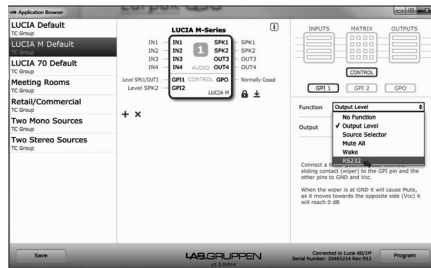 Application Browser
LUCIA Default
TC Group
LUCIA M Default
TC Group
LUCIA 70 Default
TC Group
Meeting Rooms
TC Group
Retail/Commercial
TC Group
Two Mono Sources
TC Group
Two Stereo Sources
TC Group
LUCIA M-Series
IN1 IN1 SPK1 SPK1
IN2 IN2 1 SPK2 SPK2
IN3 IN3 OUT3 OUT3
IN4 IN4 AUDIO OUT4 OUT4
Level SPK1/OUT3 GPI1 CONTROL GPO Normally Closed
Level SPK2 GPI2
LUCIA M
INPUTS MATRIX OUTPUTS
CONTROL
GPI 1 GPI 2 GPO
Function Output Level
No Function
Output ✓ Output Level
Source Selector
Mute All
Wake
RS232
Connect a
sliding contact (wiper) to the GPI pin and the
other pins to GND and Vcc.
When the wiper is at GND it will cause Mute,
as it moves towards the opposite side (Vcc) it
will reach 0 dB
Save
LAB.GRUPPEN
Connected to Lucia 60/2M
Program